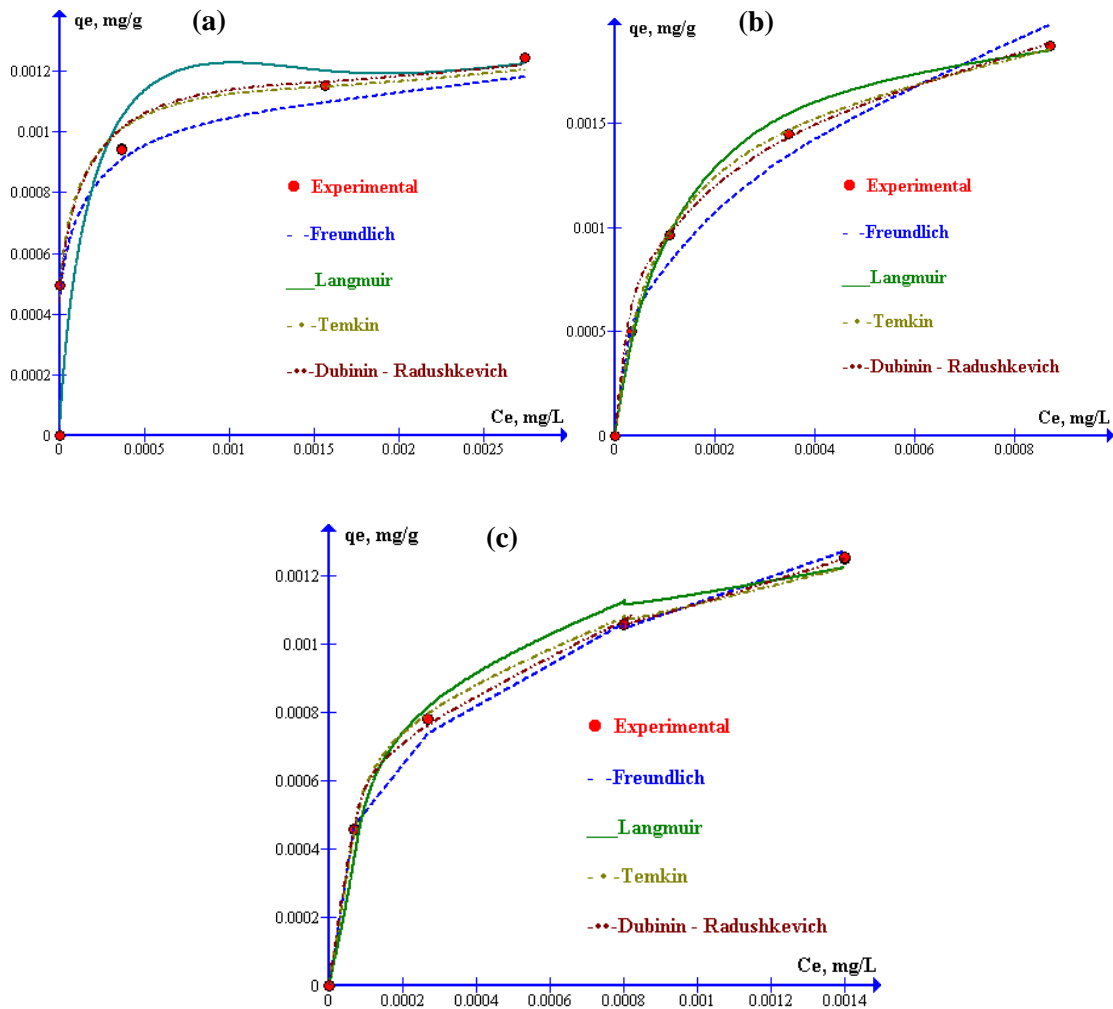 qe, mg/g
(a)
0.0012
0.001
0.0008
0.0006
0.0004
0.0002
0
Experimental
- -Freundlich
___Langmuir
- • -Temkin
-••-Dubinin - Radushkevich
Ce, mg/L
0 0.0005 0.001 0.0015 0.002 0.0025
qe, mg/g
(b)
0.0015
0.001
0.0005
0
Experimental
- -Freundlich
___Langmuir
- • -Temkin
-••-Dubinin - Radushkevich
Ce, mg/L
0 0.0002 0.0004 0.0006 0.0008
qe, mg/g
(c)
0.0012
0.001
0.0008
0.0006
0.0004
0.0002
0
Experimental
- -Freundlich
___Langmuir
- • -Temkin
-••-Dubinin - Radushkevich
Ce, mg/L
0 0.0002 0.0004 0.0006 0.0008 0.001 0.0012 0.0014